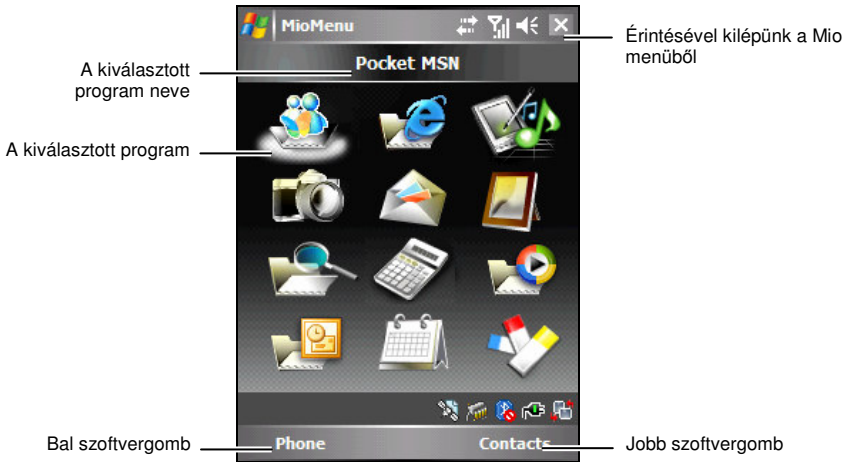 MioMenu
Érintésével kilépünk a Mio
menüből
A kiválasztott
program neve
Pocket MSN
A kiválasztott program
Bal szoftvergomb
Phone
Contacts
Jobb szoftvergomb